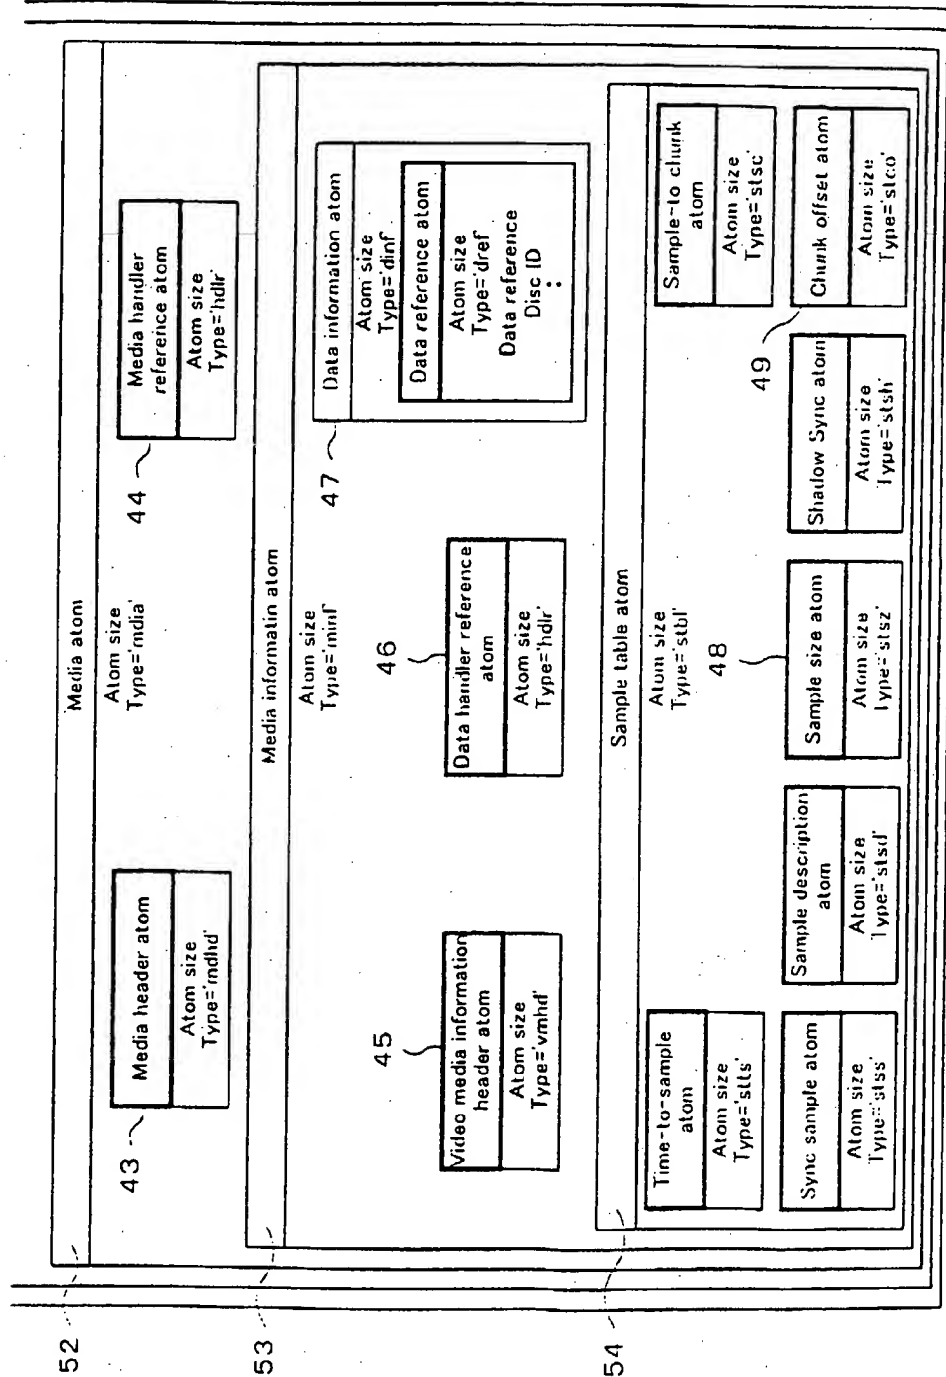 52
Media atom
Atom size
Type='mdia'
43
Media header atom
Atom size
Type='mdhd'
44
Media handler
reference atom
Atom size
Type='hdlr'
53
Media informatin atom
Atom size
Type='minf'
45
Video media information
header atom
Atom size
Type='vmhd'
46
Data handler reference
atom
Atom size
Type='hdlr'
47
Data information atom
Atom size
Type='dinf'
Data reference atom
Atom size
Type='dref'
Data reference
Disc ID
54
Sample table atom
Atom size
Type='stbl'
Time-to-sample
atom
Atom size
Type='stts'
Sample-to chunk
atom
Atom size
Type='stsc'
Sync sample atom
Atom size
Type='stss'
Sample description
atom
Atom size
Type='stsd'
48
Sample size atom
Atom size
Type='stsz'
Shadow Sync atom
Atom size
Type='stsh'
49
Chunk offset atom
Atom size
Type='stco'